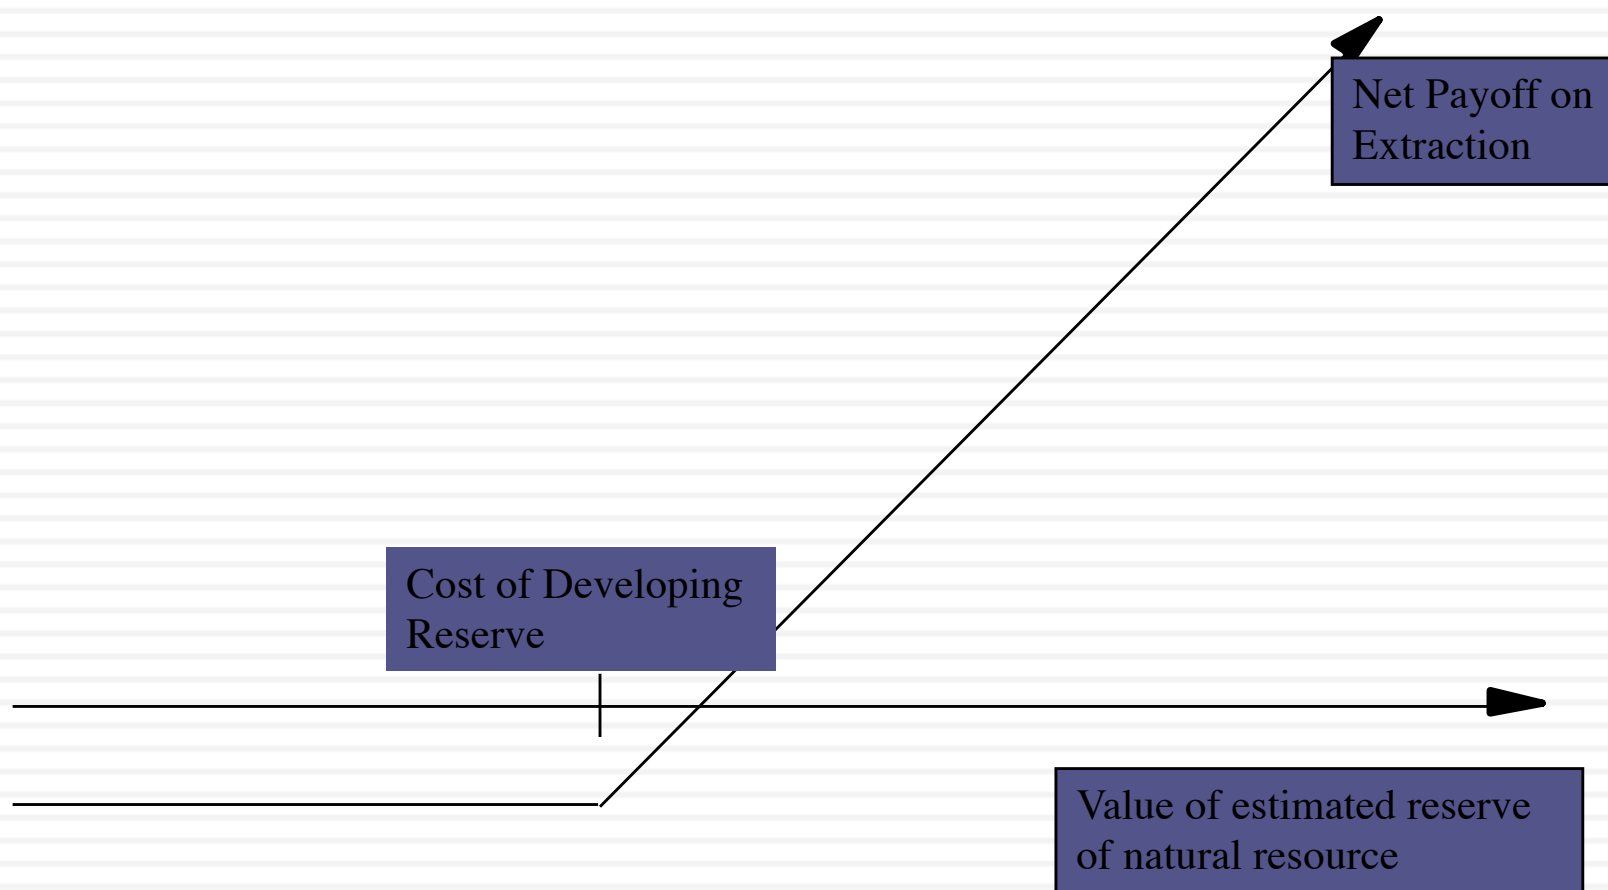 Net Payoff on
Extraction
Cost of Developing
Reserve
Value of estimated reserve
of natural resource